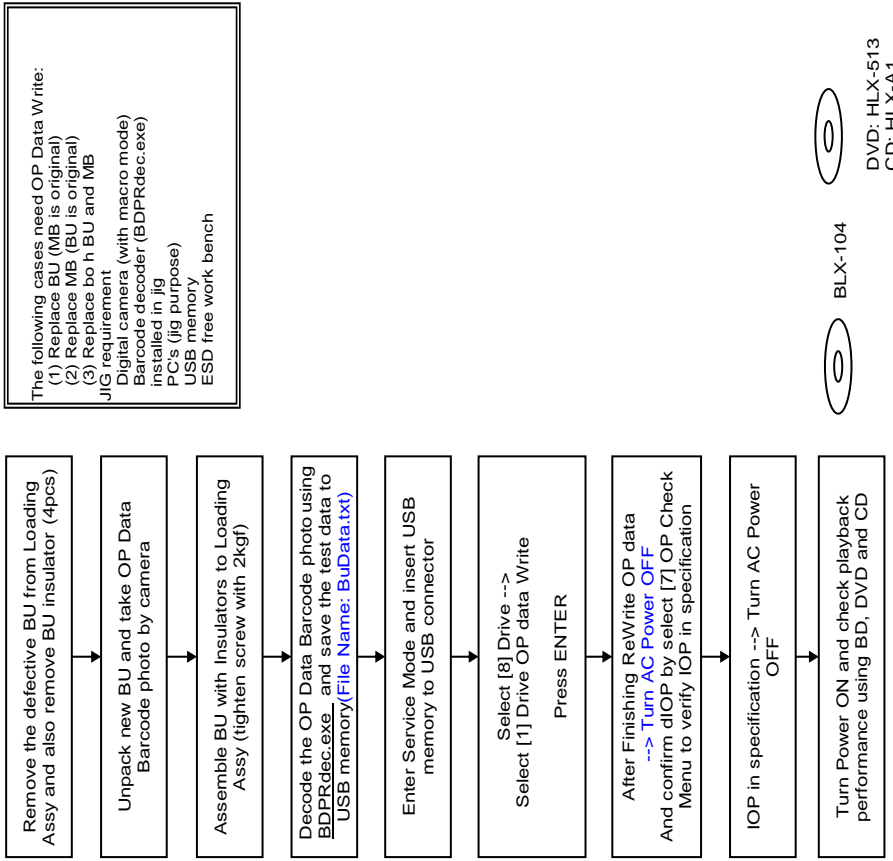 The following cases need OP Data Write:
(1) Replace BU (MB is original)
(2) Replace MB (BU is original)
(3) Replace bo h BU and MB
JIG requirement
Digital camera (with macro mode)
Barcode decoder (BDPRdec.exe)
installed in jig
PC's (jig purpose)
USB memory
ESD free work bench
Remove the defective BU from Loading
Assy and also remove BU insulator (4pcs)
Unpack new BU and take OP Data
Barcode photo by camera
Assemble BU with Insulators to Loading
Assy (tighten screw with 2kgf)
Decode the OP Data Barcode photo using
BDPRdec.exe and save the test data to
USB memory(File Name: BuData.txt)
Enter Service Mode and insert USB
memory to USB connector
Select [8] Drive -->
Select [1] Drive OP data Write
Press ENTER
After Finishing ReWrite OP data
--> Turn AC Power OFF
And confirm dIOP by select [7] OP Check
Menu to verify IOP in specification
IOP in specification --> Turn AC Power
OFF
Turn Power ON and check playback
performance using BD, DVD and CD
BLX-104
DVD: HLX-513
CD: HLX-A1